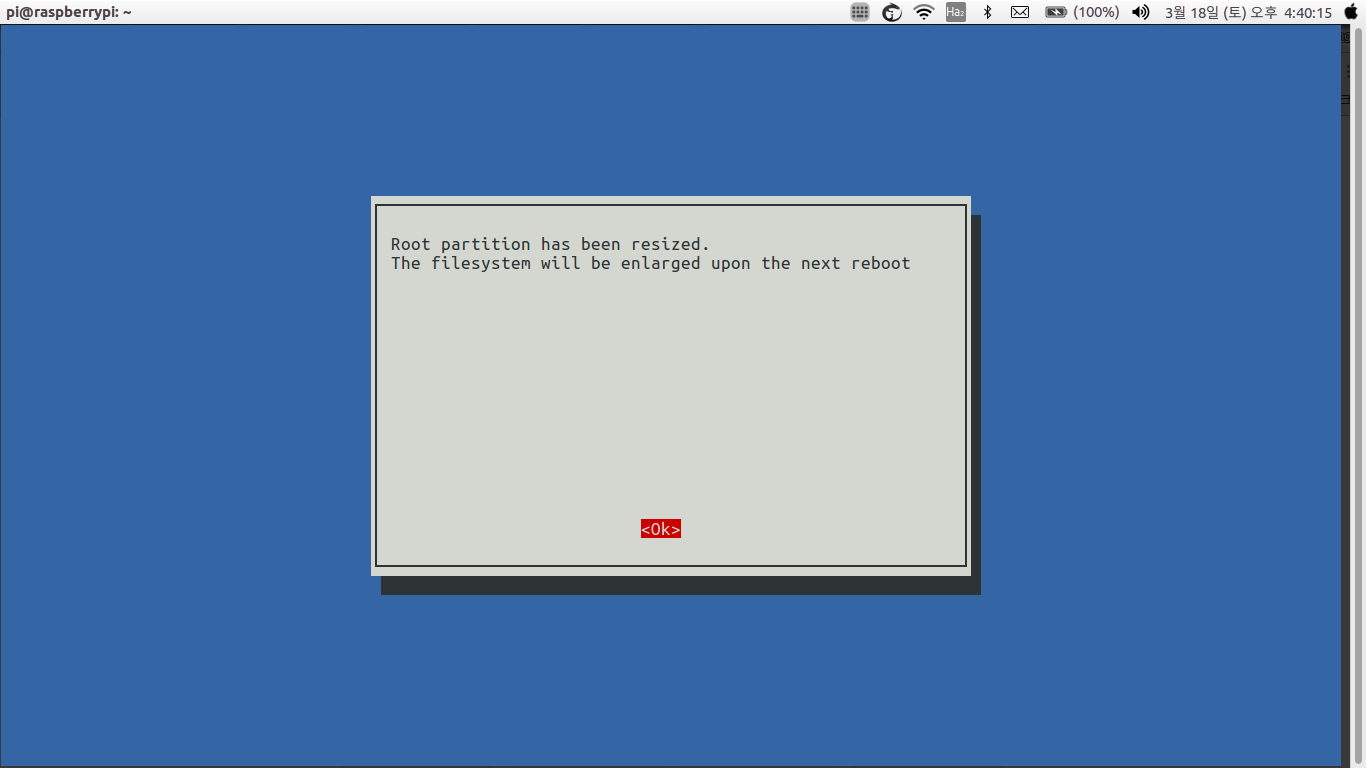 pi@raspberrypi: ~
Ha2 (100%) 3월 18일 (토) 오후 4:40:15
Root partition has been resized.
The filesystem will be enlarged upon the next reboot
<Ok>